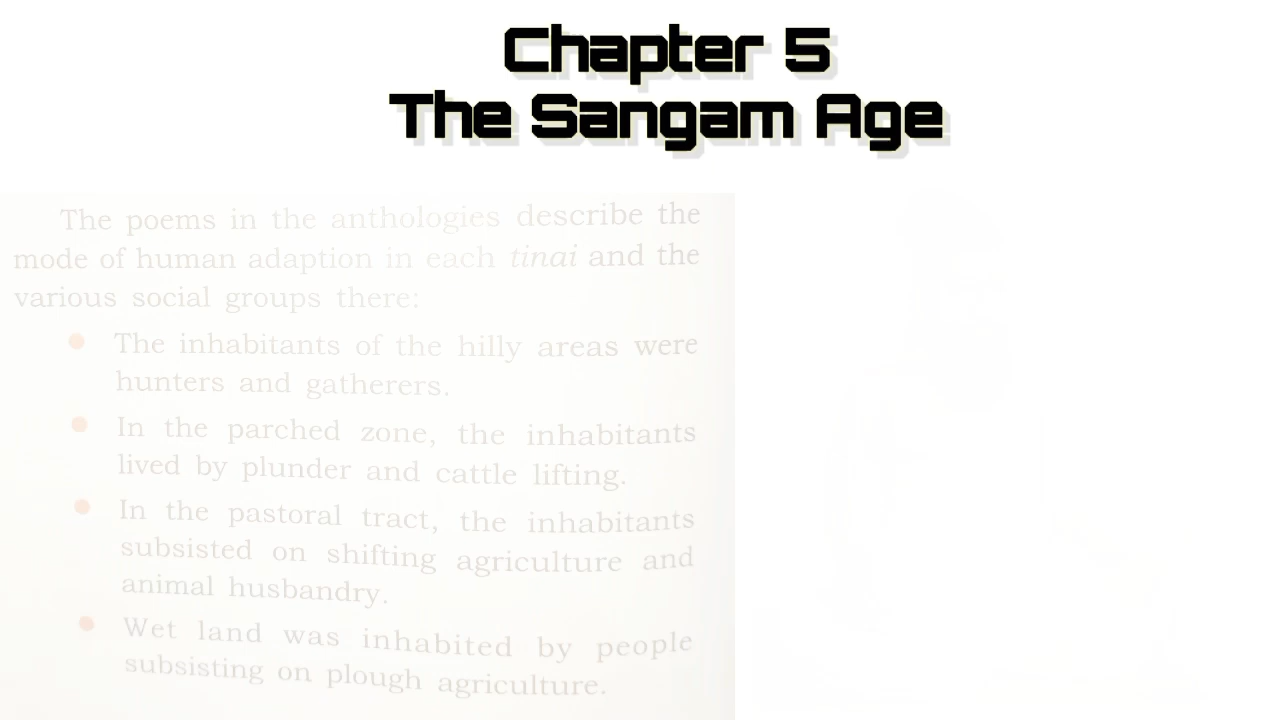 Chapter 5
The Sangam Age
The poems in the anthologies describe the
mode of human adaption in each tinai and the
various social groups there:
The inhabitants of the hilly areas were
hunters and gatherers.
In the parched zone, the inhabitants
lived by plunder and cattle lifting.
In the pastoral tract, the inhabitants
subsisted on shifting agriculture and
animal husbandry.
Wet land was inhabited by people
subsisting on plough agriculture.